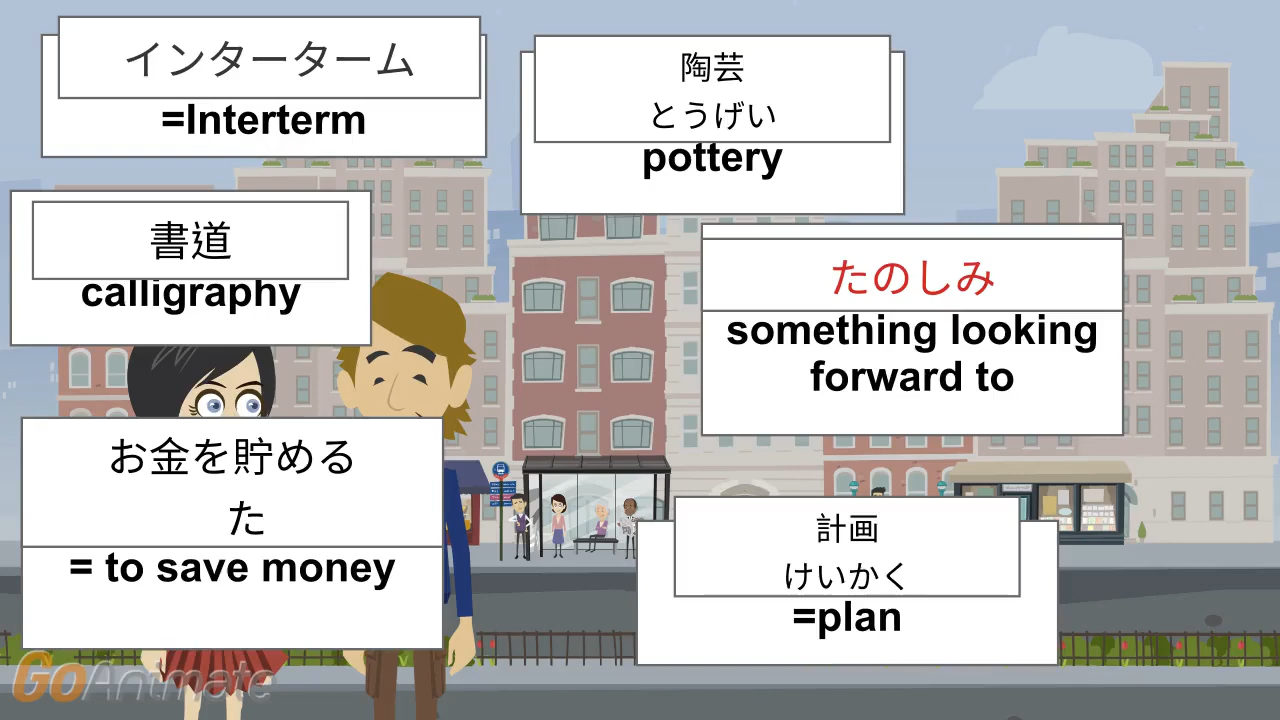 インターターム
=Interterm
陶芸
とうげい
pottery
書道
calligraphy
たのしみ
something looking
forward to
お金を貯める
た
= to save money
計画
けいかく
=plan
GoAnimate